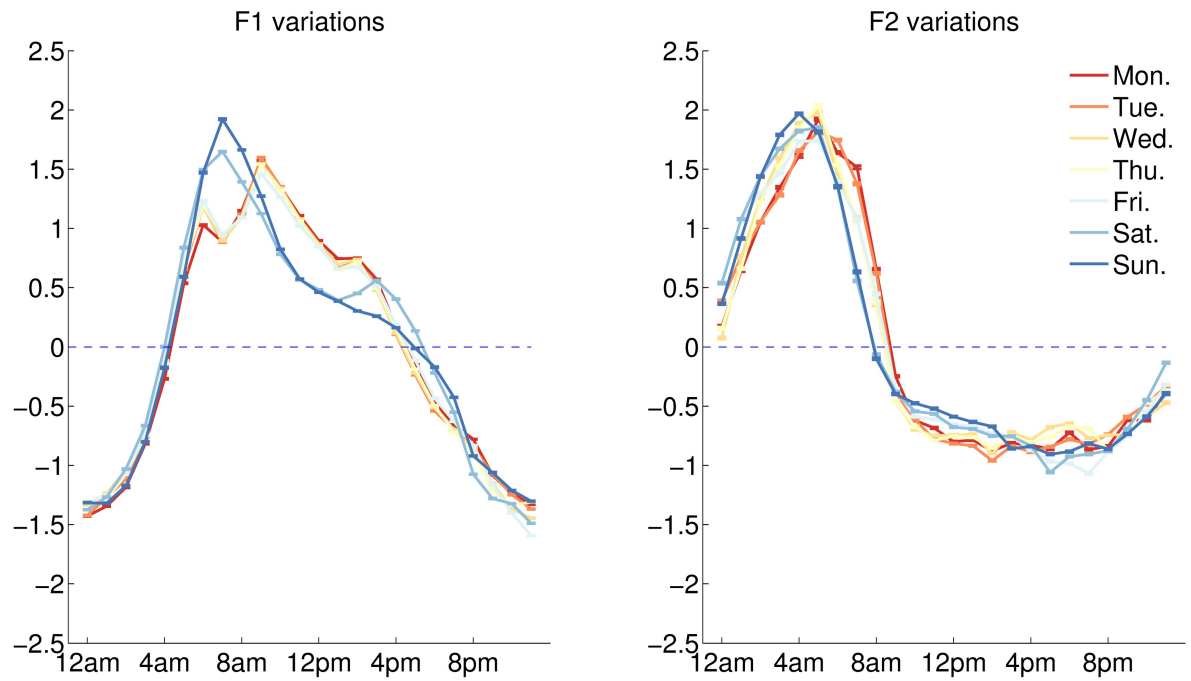 F1 variations
2.5
2
1.5
1
0.5
0
−0.5
−1
−1.5
−2
−2.5
12am 4am 8am 12pm 4pm 8pm
F2 variations
2.5
2
1.5
1
0.5
0
−0.5
−1
−1.5
−2
−2.5
12am 4am 8am 12pm 4pm 8pm
Mon.
Tue.
Wed.
Thu.
Fri.
Sat.
Sun.